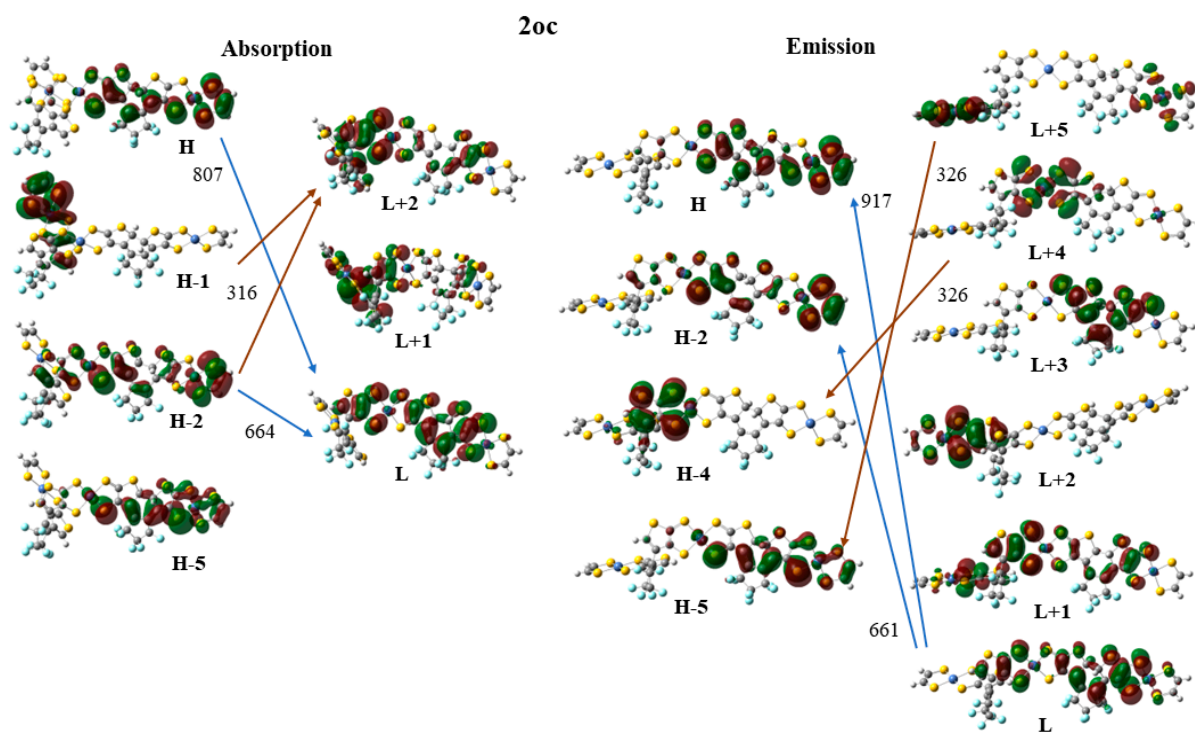 2oc
Absorption
Emission
H
807
H-1
316
H-2
664
H-5
L+2
L+1
L
H
917
H-2
H-4
H-5
661
L+5
326
L+4
326
L+3
L+2
L+1
L